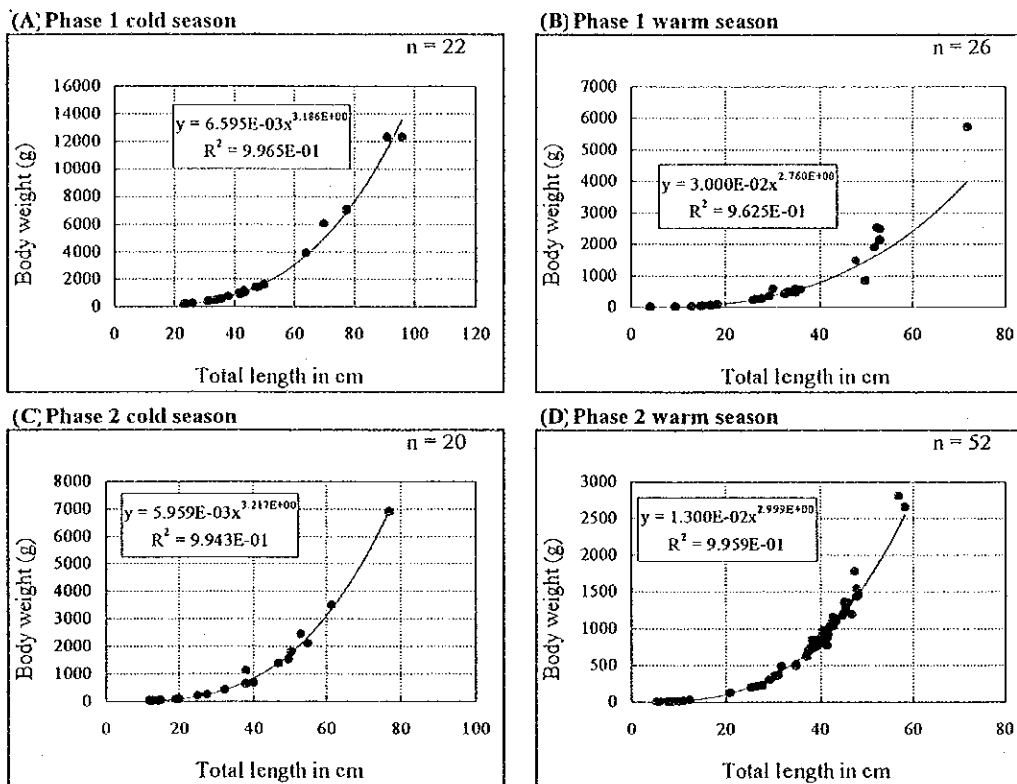 (A) Phase 1 cold season
n = 22
16000
14000
12000
10000
8000
6000
4000
2000
0
Body weight (g)
y = 6.595E-03x^3.186E+00
R² = 9.965E-01
0 20 40 60 80 100 120
Total length in cm
(B) Phase 1 warm season
n = 26
7000
6000
5000
4000
3000
2000
1000
0
Body weight (g)
y = 3.000E-02x^2.760E+00
R² = 9.625E-01
0 20 40 60 80
Total length in cm
(C) Phase 2 cold season
n = 20
8000
7000
6000
5000
4000
3000
2000
1000
0
Body weight (g)
y = 5.959E-03x^3.217E+00
R² = 9.943E-01
0 20 40 60 80 100
Total length in cm
(D) Phase 2 warm season
n = 52
3000
2500
2000
1500
1000
500
0
Body weight (g)
y = 1.300E-02x^2.999E+00
R² = 9.959E-01
0 20 40 60 80
Total length in cm